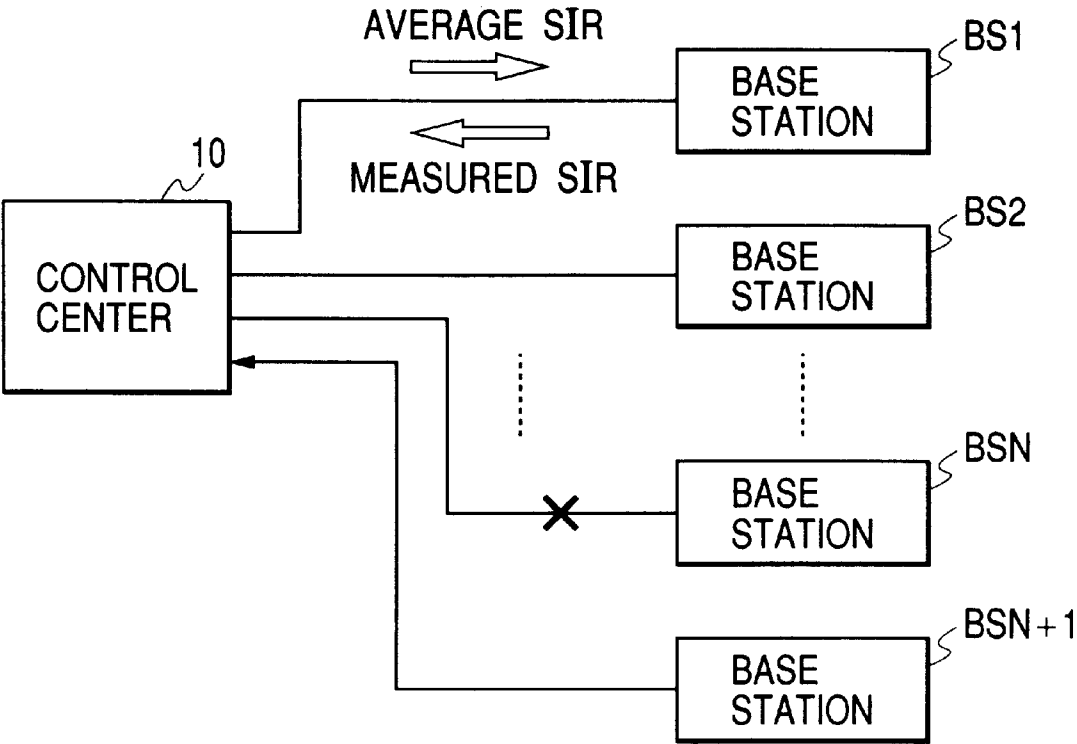 AVERAGE SIR
BS1
BASE
STATION
MEASURED SIR
10
BS2
CONTROL
CENTER
BASE
STATION
BSN
BASE
STATION
BSN+1
BASE
STATION